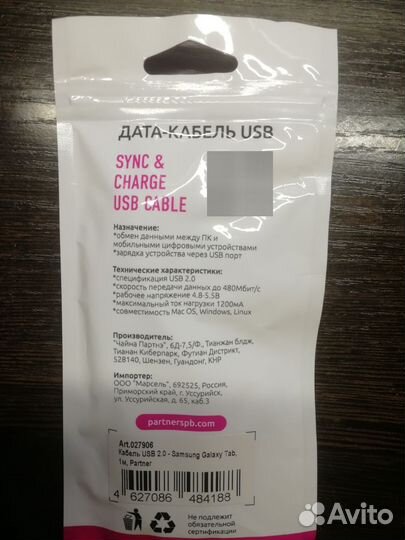 ДАТА-КАБЕЛЬ USB
SYNC &
CHARGE
USB CABLE
Назначение:
*обмен данными между ПК и
мобильными цифровыми устройствами
*зарядка устройства через USB порт
Технические характеристики:
*спецификация USB 2.0
*скорость передачи данных до 480Мбит/с
*рабочее напряжение 4.8-5.5В
*максимальный ток нагрузки 1200мА
*совместимость Mac OS, Windows, Linux
Производитель:
"Чайна Партнэ", 6Д-7,5/Ф., Тианжан блдж,
Тианан Киберпарк, Футиан Дистрикт,
528140, Шензен, Гуандонг, КНР
Импортер:
ООО "Марсель", 692525, Россия,
Приморский край, г. Уссурийск,
ул. Уссурийская, д. 65, каб.3
partnerspb.com
Art.027906
Кабель USB 2.0 - Samsung Galaxy Tab,
1м, Partner
4 627086 484188
Не подлежит
обязательной
сертификации
Avito